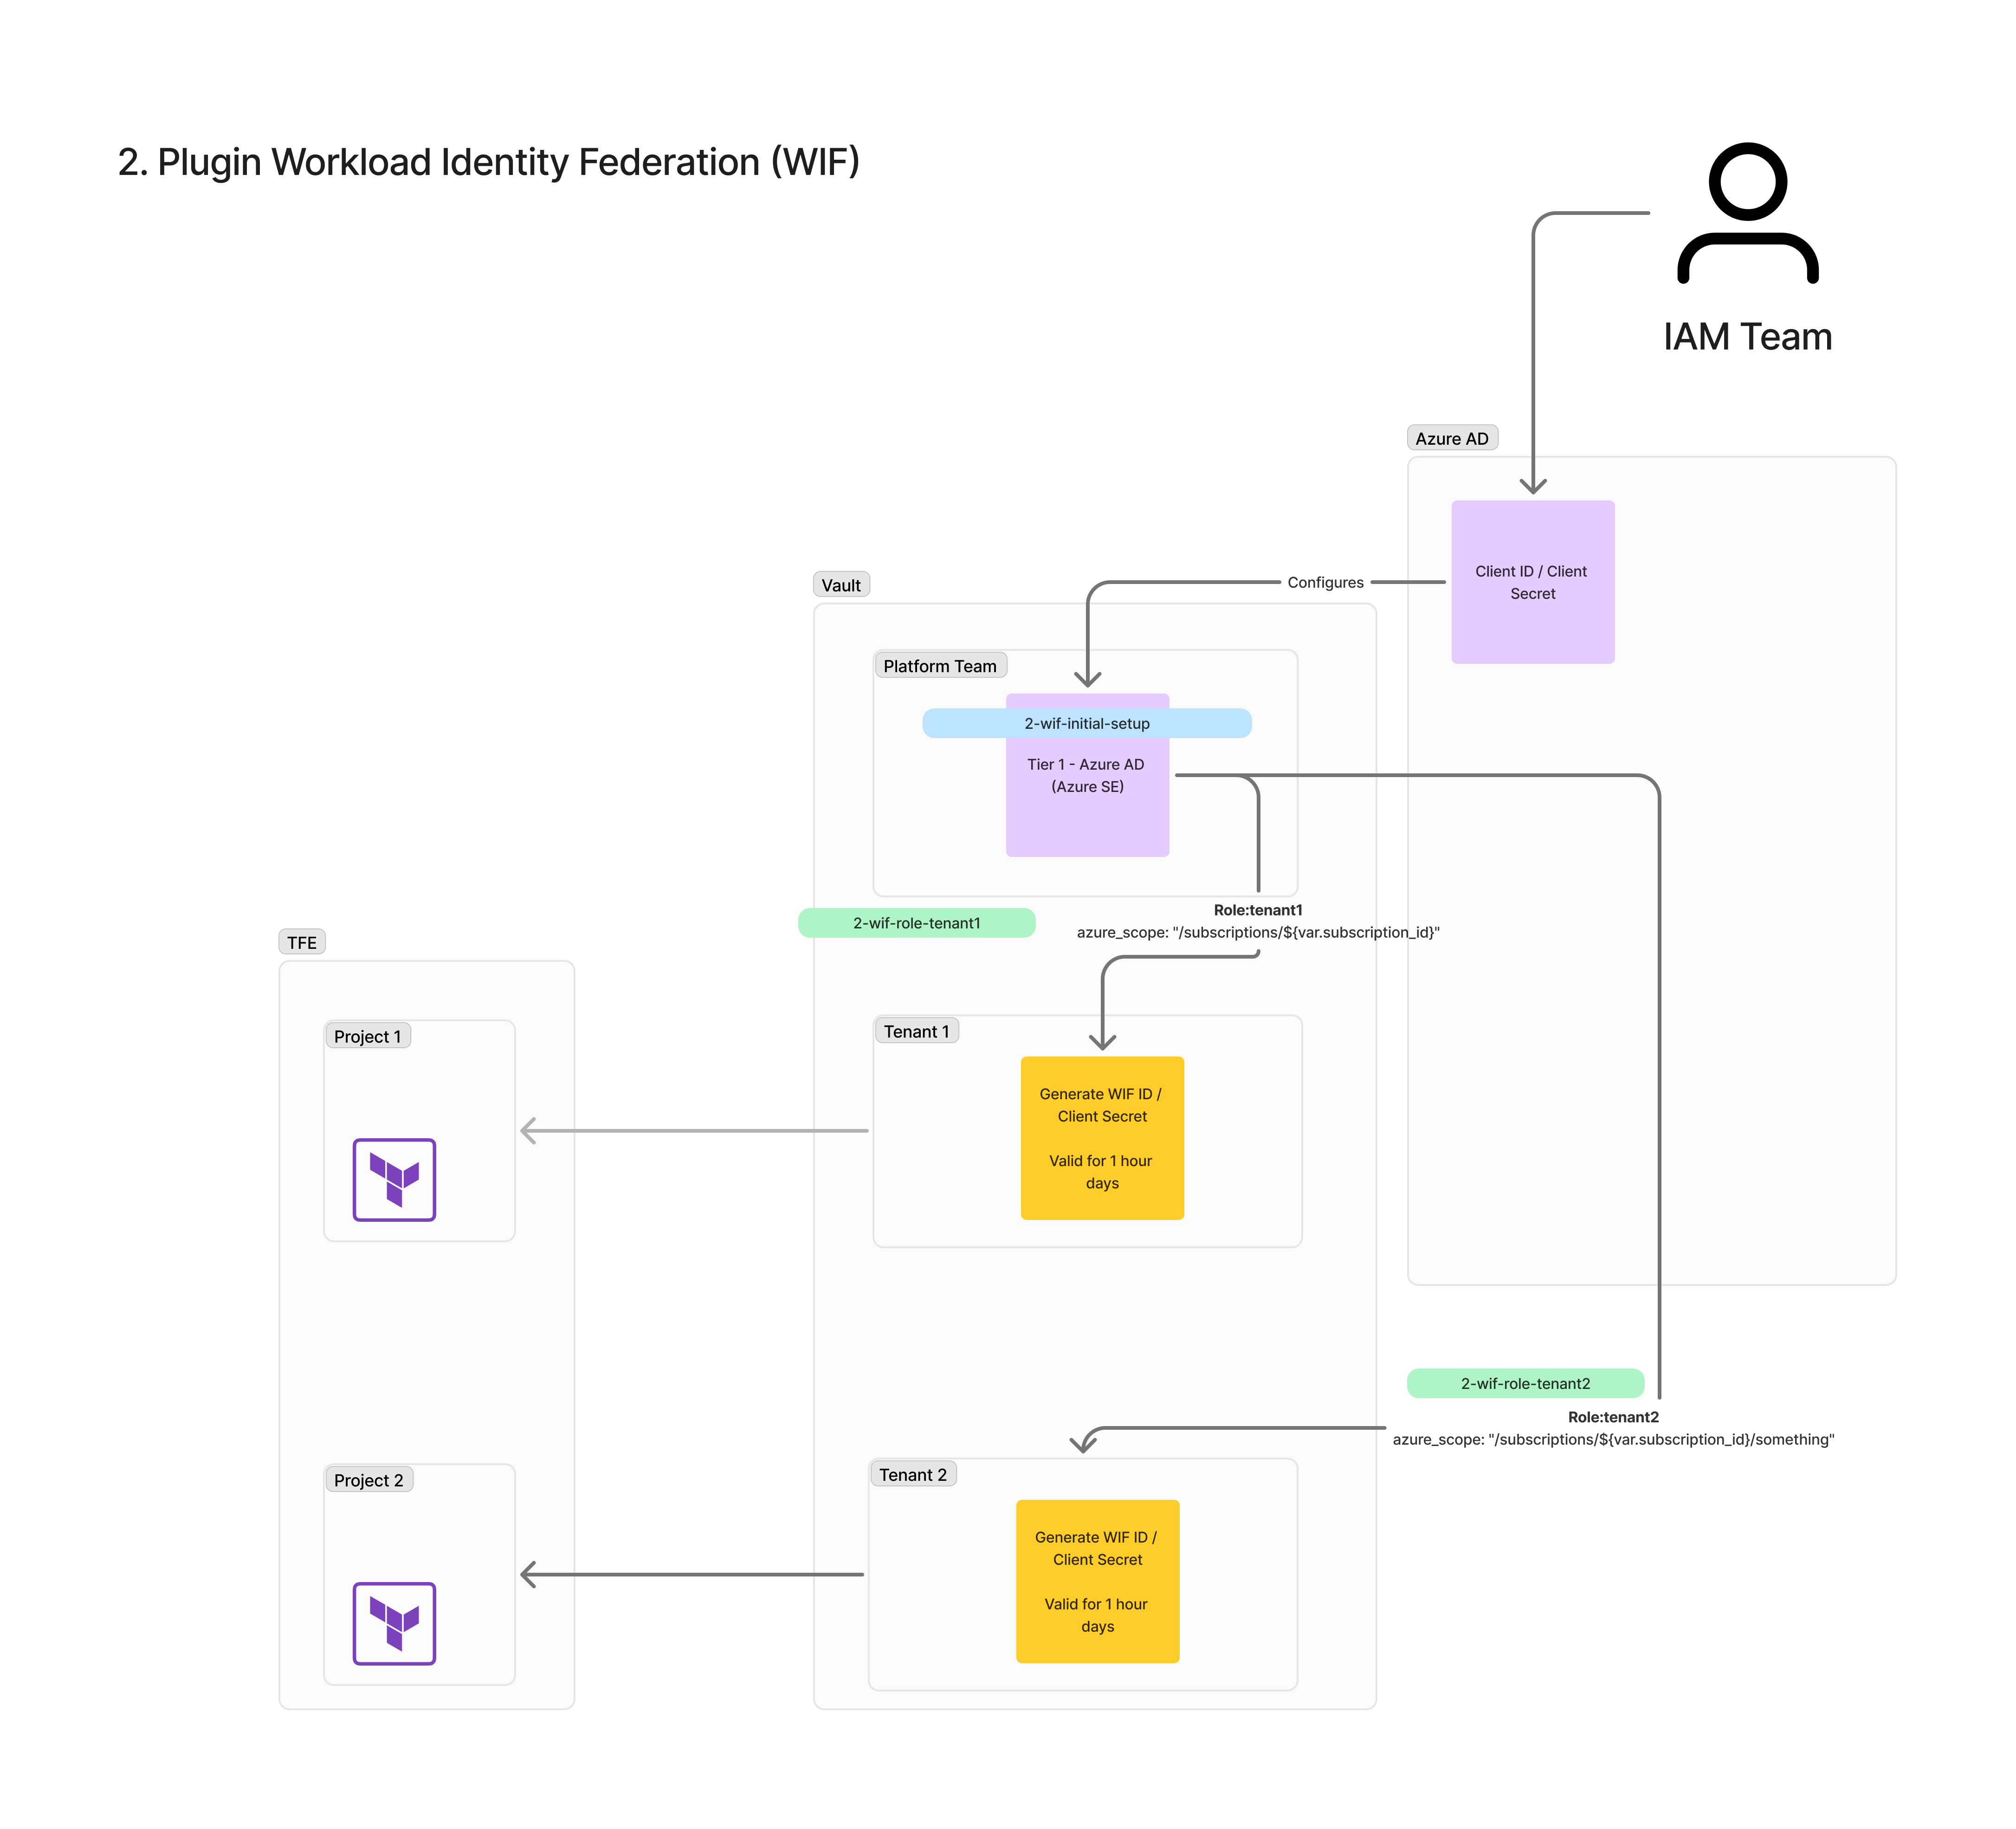 2. Plugin Workload Identity Federation (WIF)
IAM Team
Azure AD
Client ID / Client
Secret
Configures
Vault
Platform Team
2-wif-initial-setup
Tier 1 - Azure AD
(Azure SE)
Role:tenant1
azure_scope: "/subscriptions/${var.subscription_id}"
2-wif-role-tenant1
TFE
Project 1
Tenant 1
Generate WIF ID /
Client Secret
Valid for 1 hour
days
2-wif-role-tenant2
Role:tenant2
azure_scope: "/subscriptions/${var.subscription_id}/something"
Project 2
Tenant 2
Generate WIF ID /
Client Secret
Valid for 1 hour
days